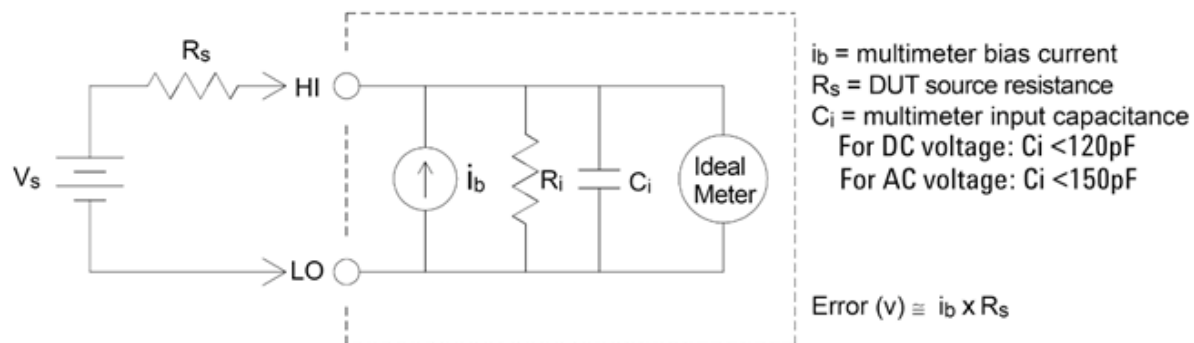 Rs
HI
Vs
ib
Ri
Ci
Ideal
Meter
LO
ib = multimeter bias current
Rs = DUT source resistance
Ci = multimeter input capacitance
For DC voltage: Ci <120pF
For AC voltage: Ci <150pF
Error (v) ≅ ib x Rs